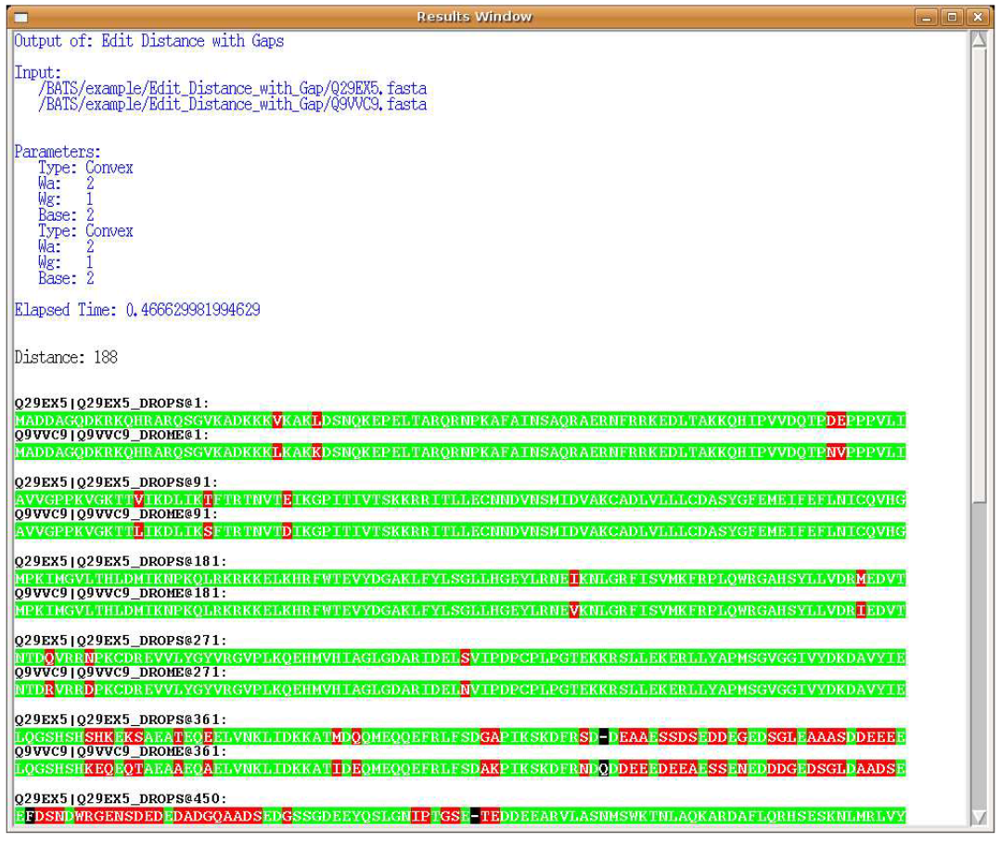 Results Window
Output of: Edit Distance with Gaps
Input:
/BATS/example/Edit_Distance_with_Gap/Q29EX5.fasta
/BATS/example/Edit_Distance_with_Gap/Q9VVC9.fasta
Parameters:
Type: Convex
Wa: 2
Wg: 1
Base: 2
Type: Convex
Wa: 2
Wg: 1
Base: 2
Elapsed Time: 0.466629981994629
Distance: 188
Q29EX5|Q29EX5_DROPS@1:
MADDAGQDKRKQHRARQSGVKADKKKVKAKLDSNQKEPELTARQRNPKAFAINSAQRAERNFRRKEDLTAKKQHIPVVDQTPDEPPPVLI
Q9VVC9|Q9VVC9_DROME@1:
MADDAGQDKRKQHRARQSGVKADKKKLKAKKDSNQKEPELTARQRNPKAFAINSAQRAERNFRRKEDLTAKKQHIPVVDQTPNVPPPVLI
Q29EX5|Q29EX5_DROPS@91:
AVVGPPKVGKTTVIKDLIKTFTRTNVTEIKGPITIVTSKKRRITLLECNNDVNSMIDVAKCADLVLLLCDASYGFEMEIFEFLNICQVHG
Q9VVC9|Q9VVC9_DROME@91:
AVVGPPKVGKTTLIKDLIKSFTRTNVTDIKGPITIVTSKKRRITLLECNNDVNSMIDVAKCADLVLLLCDASYGFEMEIFEFLNICQVHG
Q29EX5|Q29EX5_DROPS@181:
MPKIMGVLTHLDMIKNPKQLRKRKKELKHRFWTEVYDGAKLFYLSGLLHGEYLRNEIKNLGRFISVMKFRPLQWRGAHSYLLVDRMEDVT
Q9VVC9|Q9VVC9_DROME@181:
MPKIMGVLTHLDMIKNPKQLRKRKKELKHRFWTEVYDGAKLFYLSGLLHGEYLRNEVKNLGRFISVMKFRPLQWRGAHSYLLVDRIEDVT
Q29EX5|Q29EX5_DROPS@271:
NTDQVRRNPKCDREVVLYGYVRGVPLKQEHMVHIAGLGDARIDELSVIPDPCPLPGTEKKRSLLEKERLLYAPMSGVGGIVYDKDAVYIE
Q9VVC9|Q9VVC9_DROME@271:
NTDRVRRDPKCDREVVLYGYVRGVPLKQEHMVHIAGLGDARIDELNVIPDPCPLPGTEKKRSLLEKERLLYAPMSGVGGIVYDKDAVYIE
Q29EX5|Q29EX5_DROPS@361:
LQGSHSHSHKEKSAEATEQEELVNKLIDKKATMDQQMEQQEFRLFSDGAPIKSKDFRSD-DEAAESSDSEDDEGEDSGLEAAASDDEEEE
Q9VVC9|Q9VVC9_DROME@361:
LQGSHSHKEQEQTAEAAEQAELVNKLIDKKATIDEQMEQQEFRLFSDAKPIKSKDFRNDQDDEEEDEEAESSENEDDDGEDSGLDAADSE
Q29EX5|Q29EX5_DROPS@450:
EFDSNDWRGENSDEDEDADGQAADSEDGSSGDEEYQSLGNIPTGSE-TEDDEEARVLASNMSWKTNLAQKARDAFLQRHSESKNLMRLVY